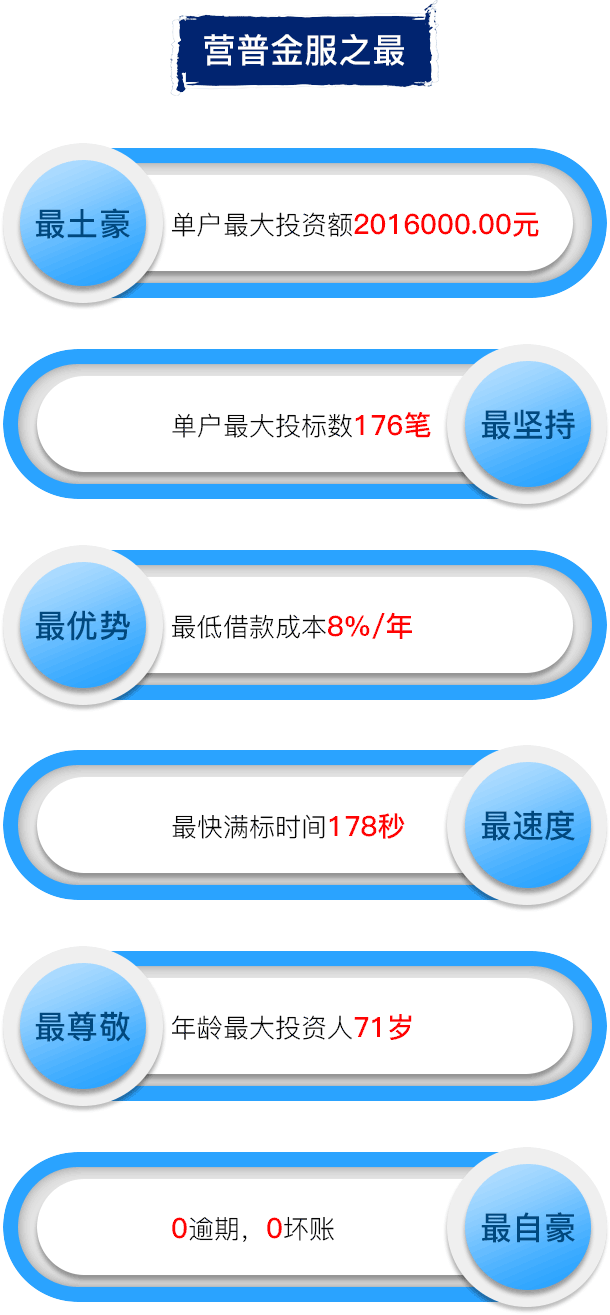 营普金服之最
最土豪
单户最大投资额2016000.00元
单户最大投标数176笔
最坚持
最优势
最低借款成本8%/年
最快满标时间178秒
最速度
最尊敬
年龄最大投资人71岁
0逾期，0坏账
最自豪